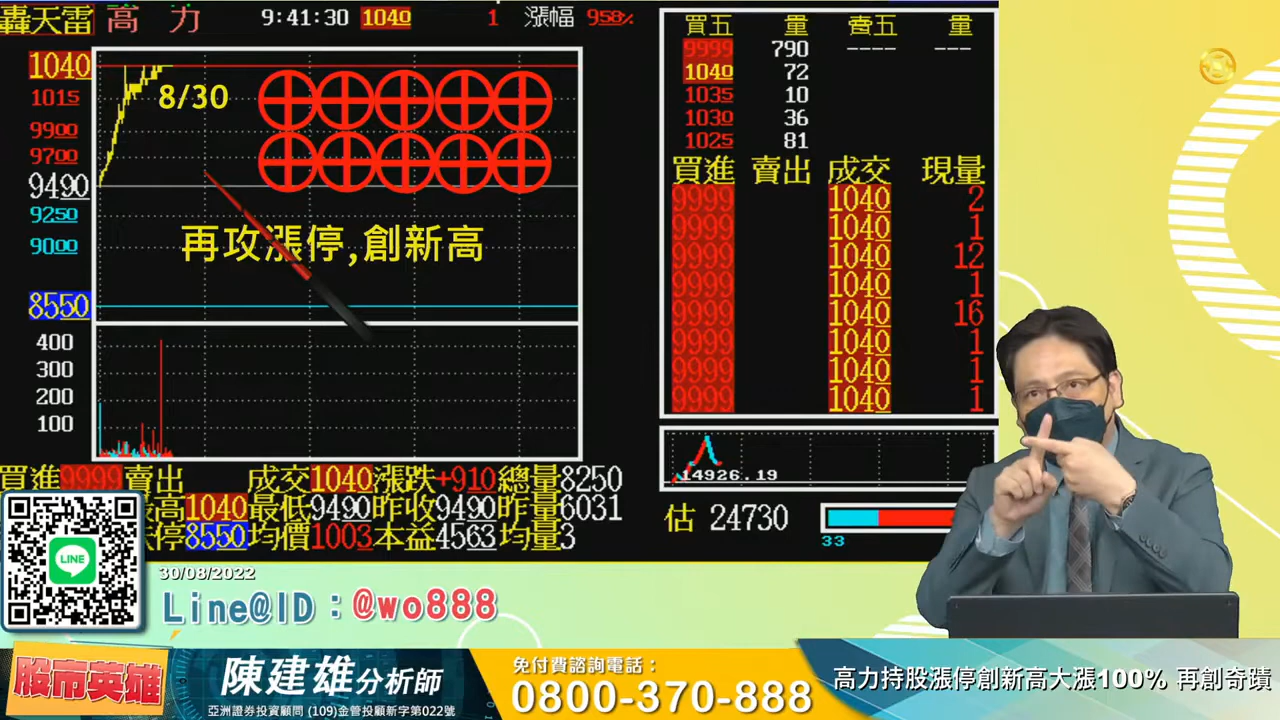 轟天雷 高 力 9:41:30 1040 1 漲幅 958%
1040
1015
9900
9700
9490
9250
9000
8550
400
300
200
100
8/30
再攻漲停,創新高
買五 量 賣五 量
9999 790 ---- ---
1040 72
1035 10
1030 36
1025 81
買進 賣出 成交 現量
9999 1040 2
9999 1040 1
9999 1040 12
9999 1040 1
9999 1040 16
9999 1040 1
9999 1040 1
9999 1040 1
14926.19
估 24730
33
買進9999賣出 成交1040漲跌+910總量8250
最高1040最低9490昨收9490昨量6031
停8550均價1003本益4563均量3
LINE
30/08/2022
Line@ID：@wo888
股市英雄
陳建雄分析師
亞洲證券投資顧問 (109)金管投顧新字第022號
免付費諮詢電話：
0800-370-888
高力持股漲停創新高大漲100% 再創奇蹟